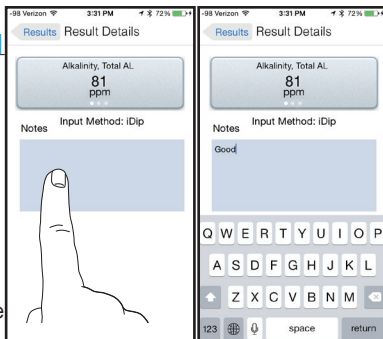 -98 Verizon 3:31 PM 72%
Results Result Details
Alkalinity, Total AL
81
ppm
Input Method: iDip
Notes
-98 Verizon 3:31 PM 72%
Results Result Details
Alkalinity, Total AL
81
ppm
Input Method: iDip
Notes
Good
Q W E R T Y U I O P
A S D F G H J K L
Z X C V B N M
123 space return